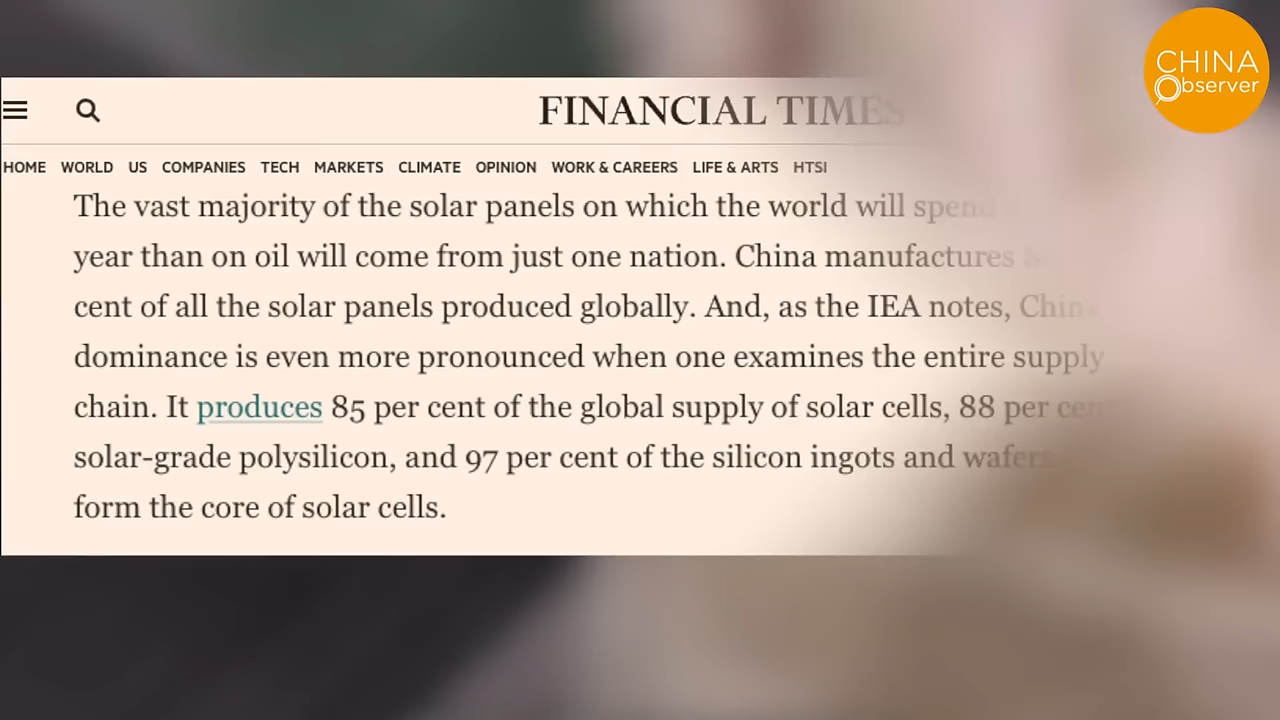 CHINA
Observer
FINANCIAL TIMES
HOME WORLD US COMPANIES TECH MARKETS CLIMATE OPINION WORK & CAREERS LIFE & ARTS HTSI
The vast majority of the solar panels on which the world will spend
year than on oil will come from just one nation. China manufactures
cent of all the solar panels produced globally. And, as the IEA notes,
dominance is even more pronounced when one examines the entire supply
chain. It produces 85 per cent of the global supply of solar cells, 88 per cent
solar-grade polysilicon, and 97 per cent of the silicon ingots and wafers
form the core of solar cells.